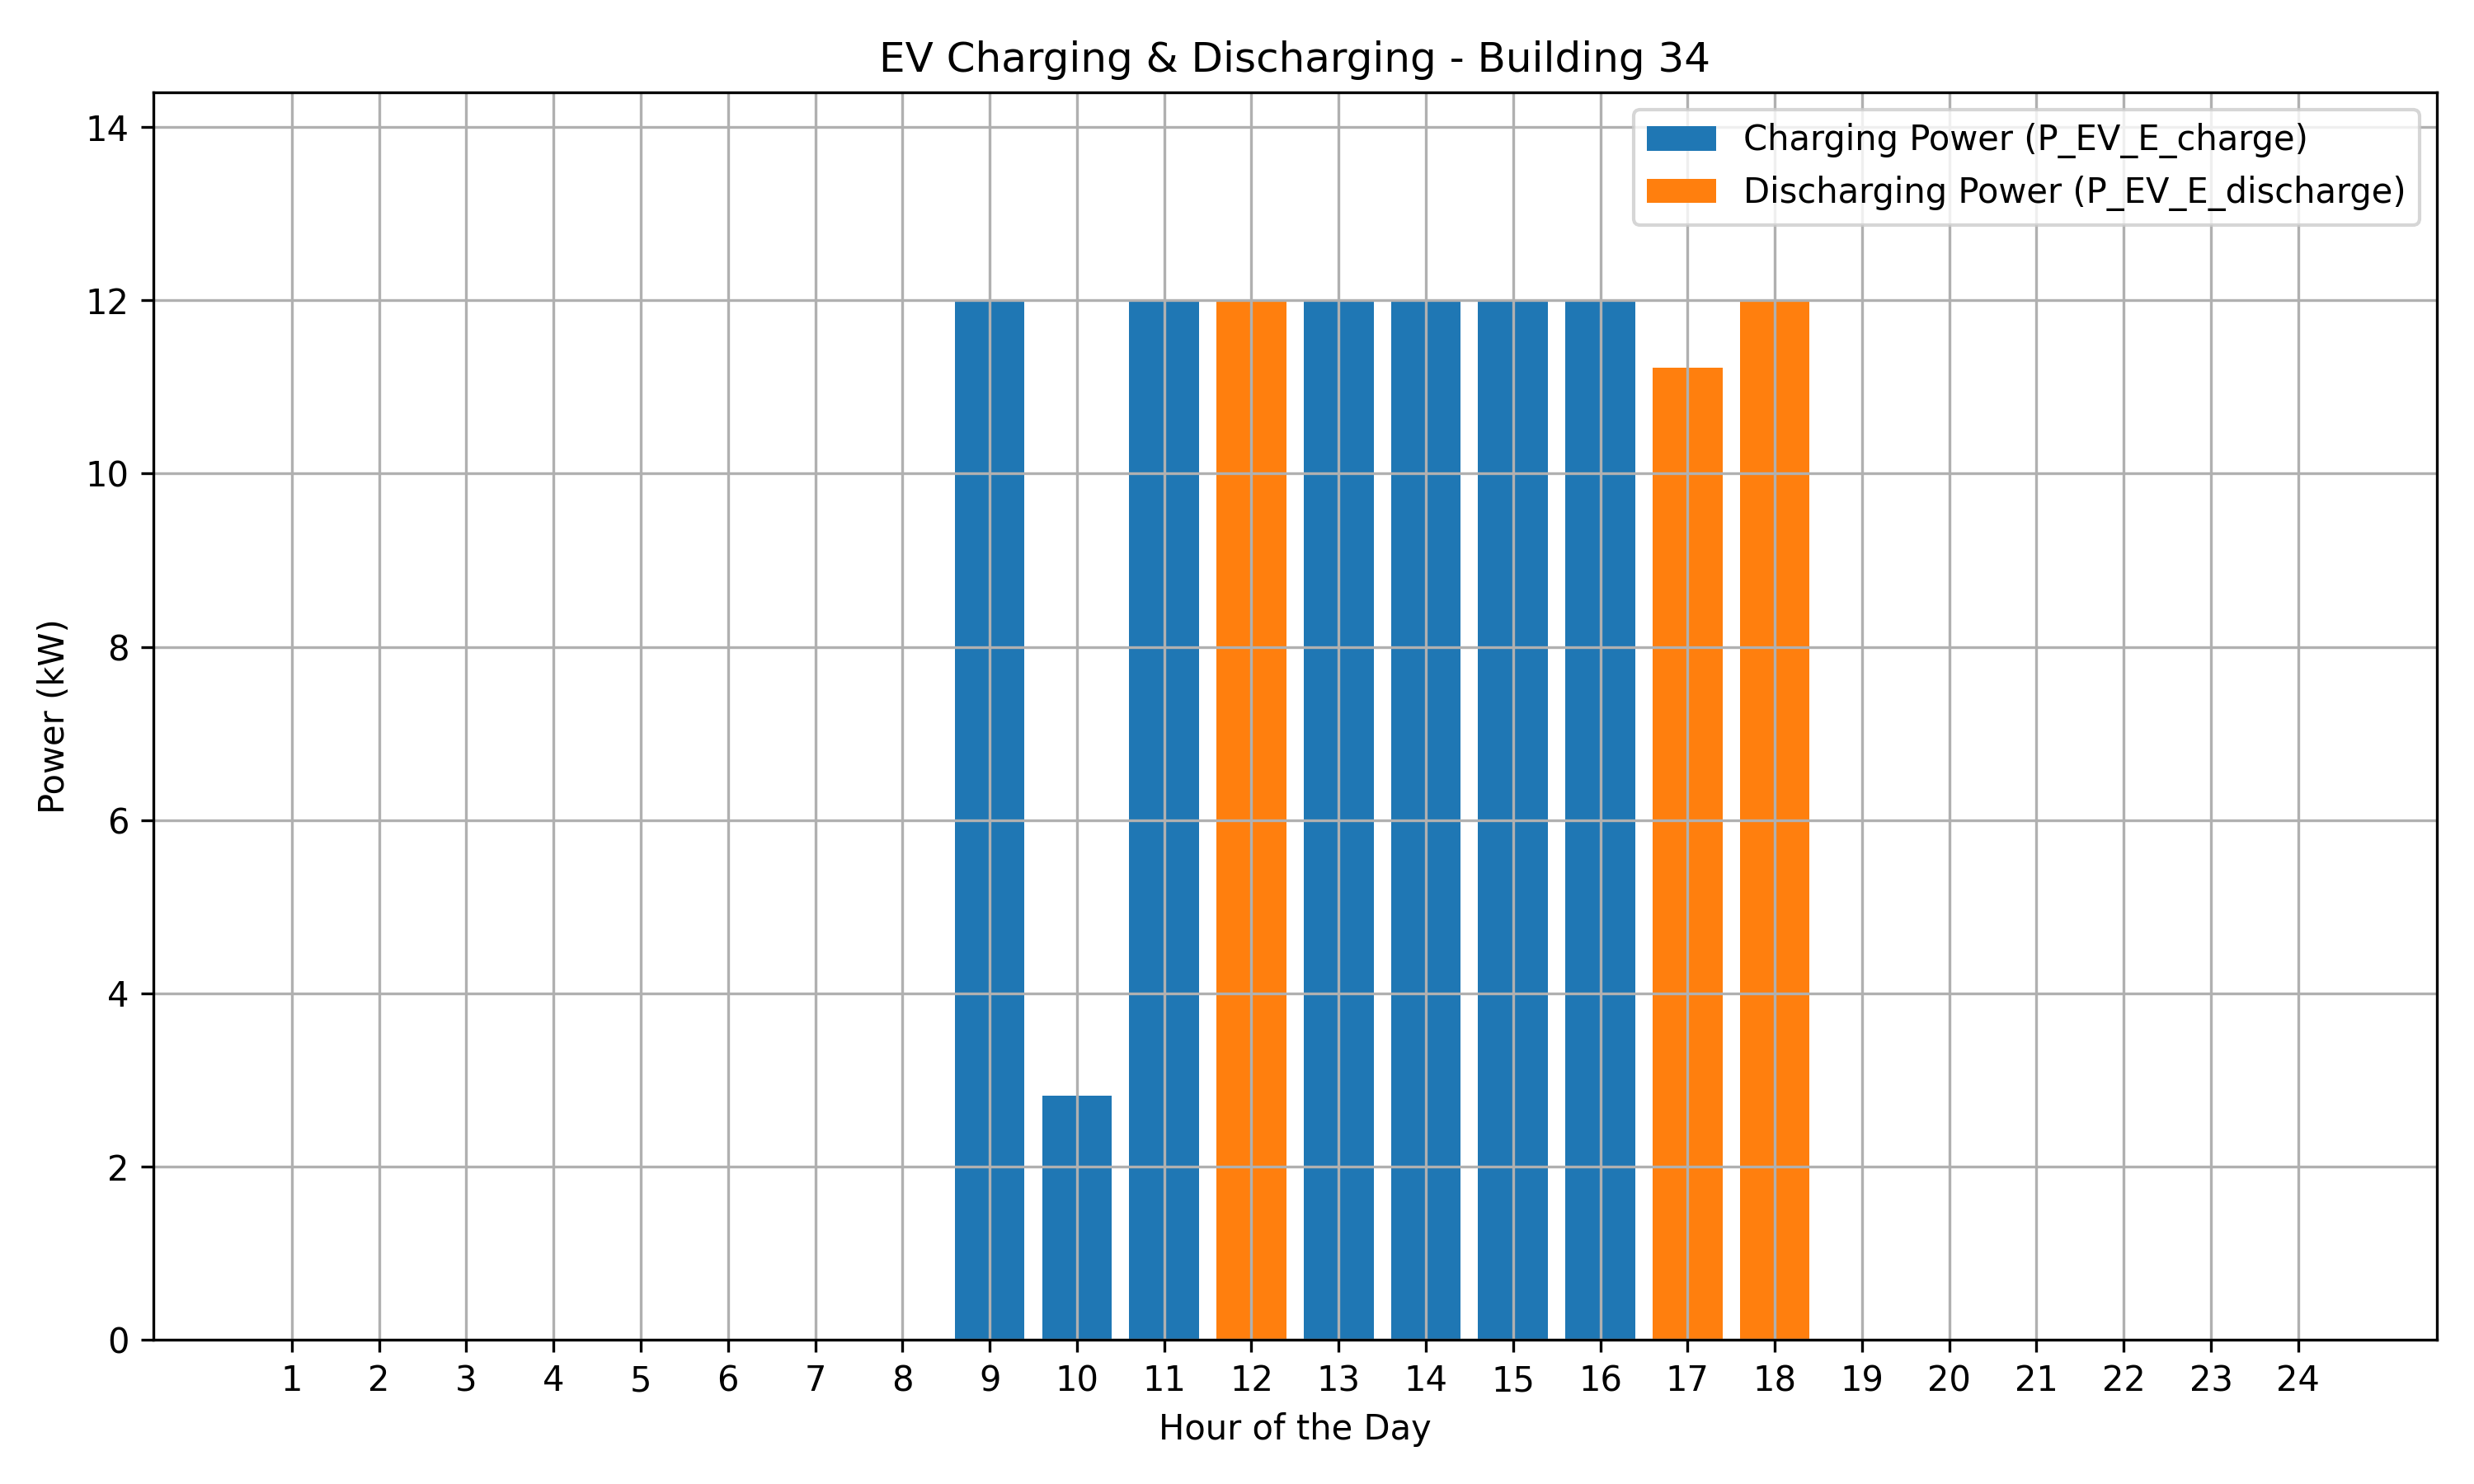 EV Charging & Discharging - Building 34
Charging Power (P_EV_E_charge)
Discharging Power (P_EV_E_discharge)
Power (kW)
14
12
10
8
6
4
2
0
1 2 3 4 5 6 7 8 9 10 11 12 13 14 15 16 17 18 19 20 21 22 23 24
Hour of the Day